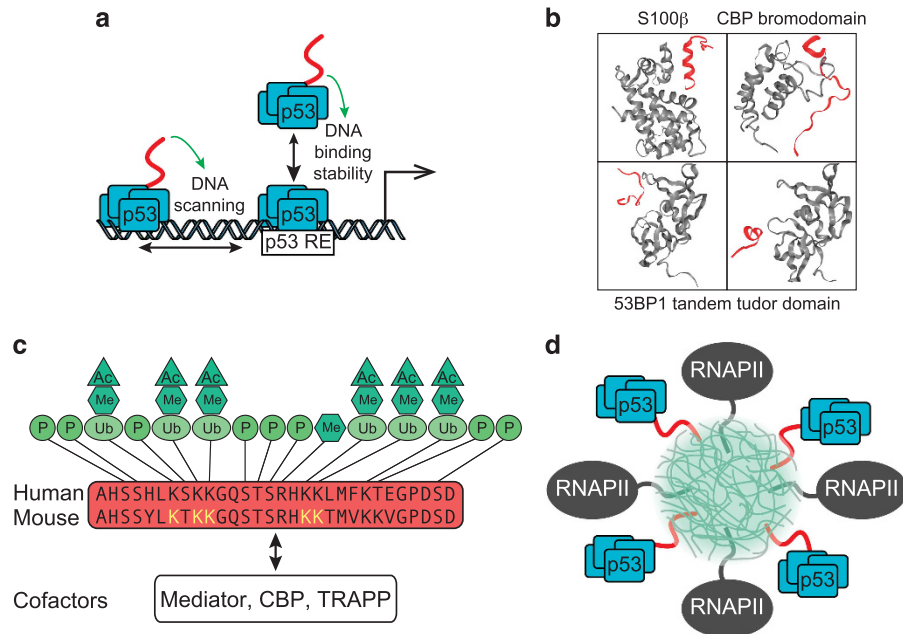 a
p53
DNA
binding
stability
DNA
scanning
p53
p53
p53 RE
b
S100β CBP bromodomain
53BP1 tandem tudor domain
c
Ac Ac Ac Ac Ac Ac
Me Me Me Me Me Me
P P Ub P Ub Ub P P P Me Ub Ub Ub P P
Human AHSSHLKSKKGQSTSRHKKLMFKTEGPDSD
Mouse AHSSYLKTKKGQSTSRHKKTMVKKVGPDSD
Cofactors Mediator, CBP, TRAPP
d
RNAPII
p53 p53
RNAPII RNAPII
p53 p53
RNAPII